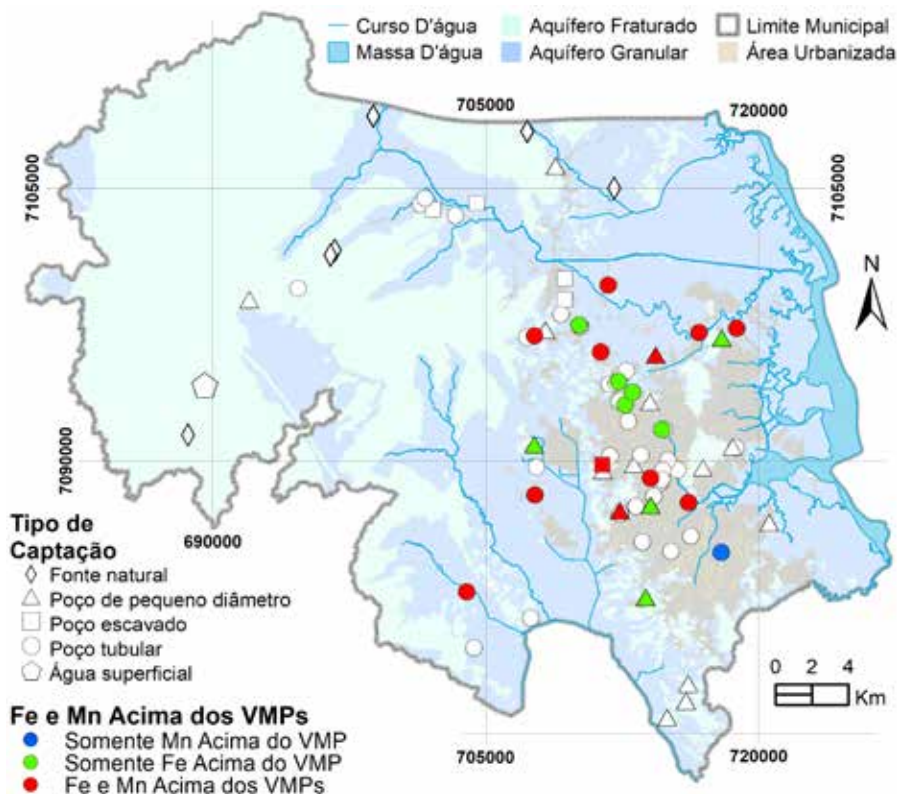 Curso D'água
Aquífero Fraturado
Limite Municipal
Massa D'água
Aquífero Granular
Área Urbanizada
705000
720000
7105000
7105000
N
7090000
7090000
690000
Tipo de
Captação
Fonte natural
Poço de pequeno diâmetro
Poço escavado
Poço tubular
Água superficial
0 2 4
Km
Fe e Mn Acima dos VMPs
Somente Mn Acima do VMP
Somente Fe Acima do VMP
Fe e Mn Acima dos VMPs
705000
720000